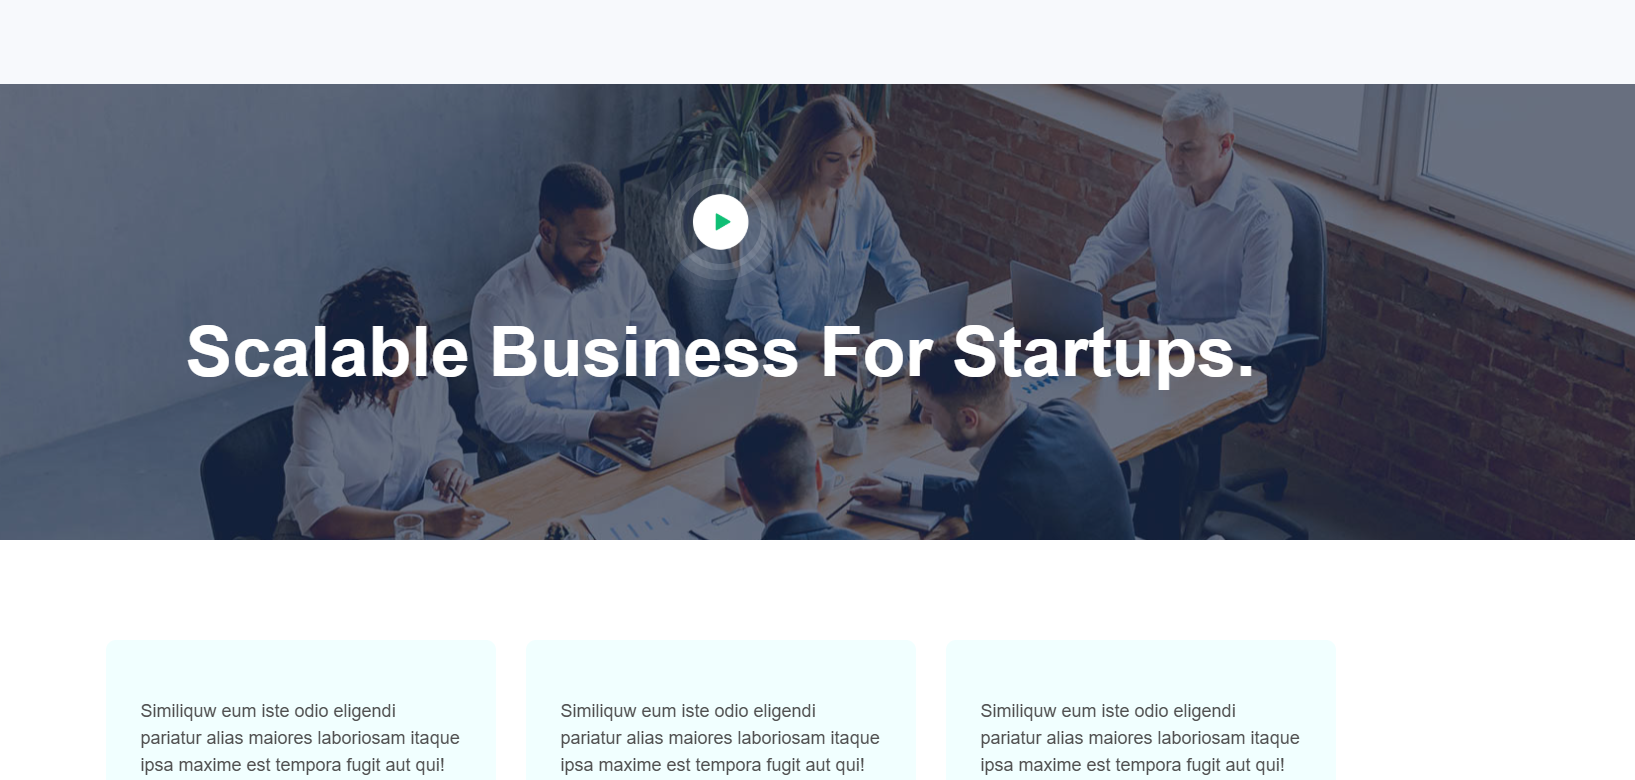 Scalable Business For Startups.
Similiquw eum iste odio eligendi
pariatur alias maiores laboriosam itaque
ipsa maxime est tempora fugit aut qui!
Similiquw eum iste odio eligendi
pariatur alias maiores laboriosam itaque
ipsa maxime est tempora fugit aut qui!
Similiquw eum iste odio eligendi
pariatur alias maiores laboriosam itaque
ipsa maxime est tempora fugit aut qui!